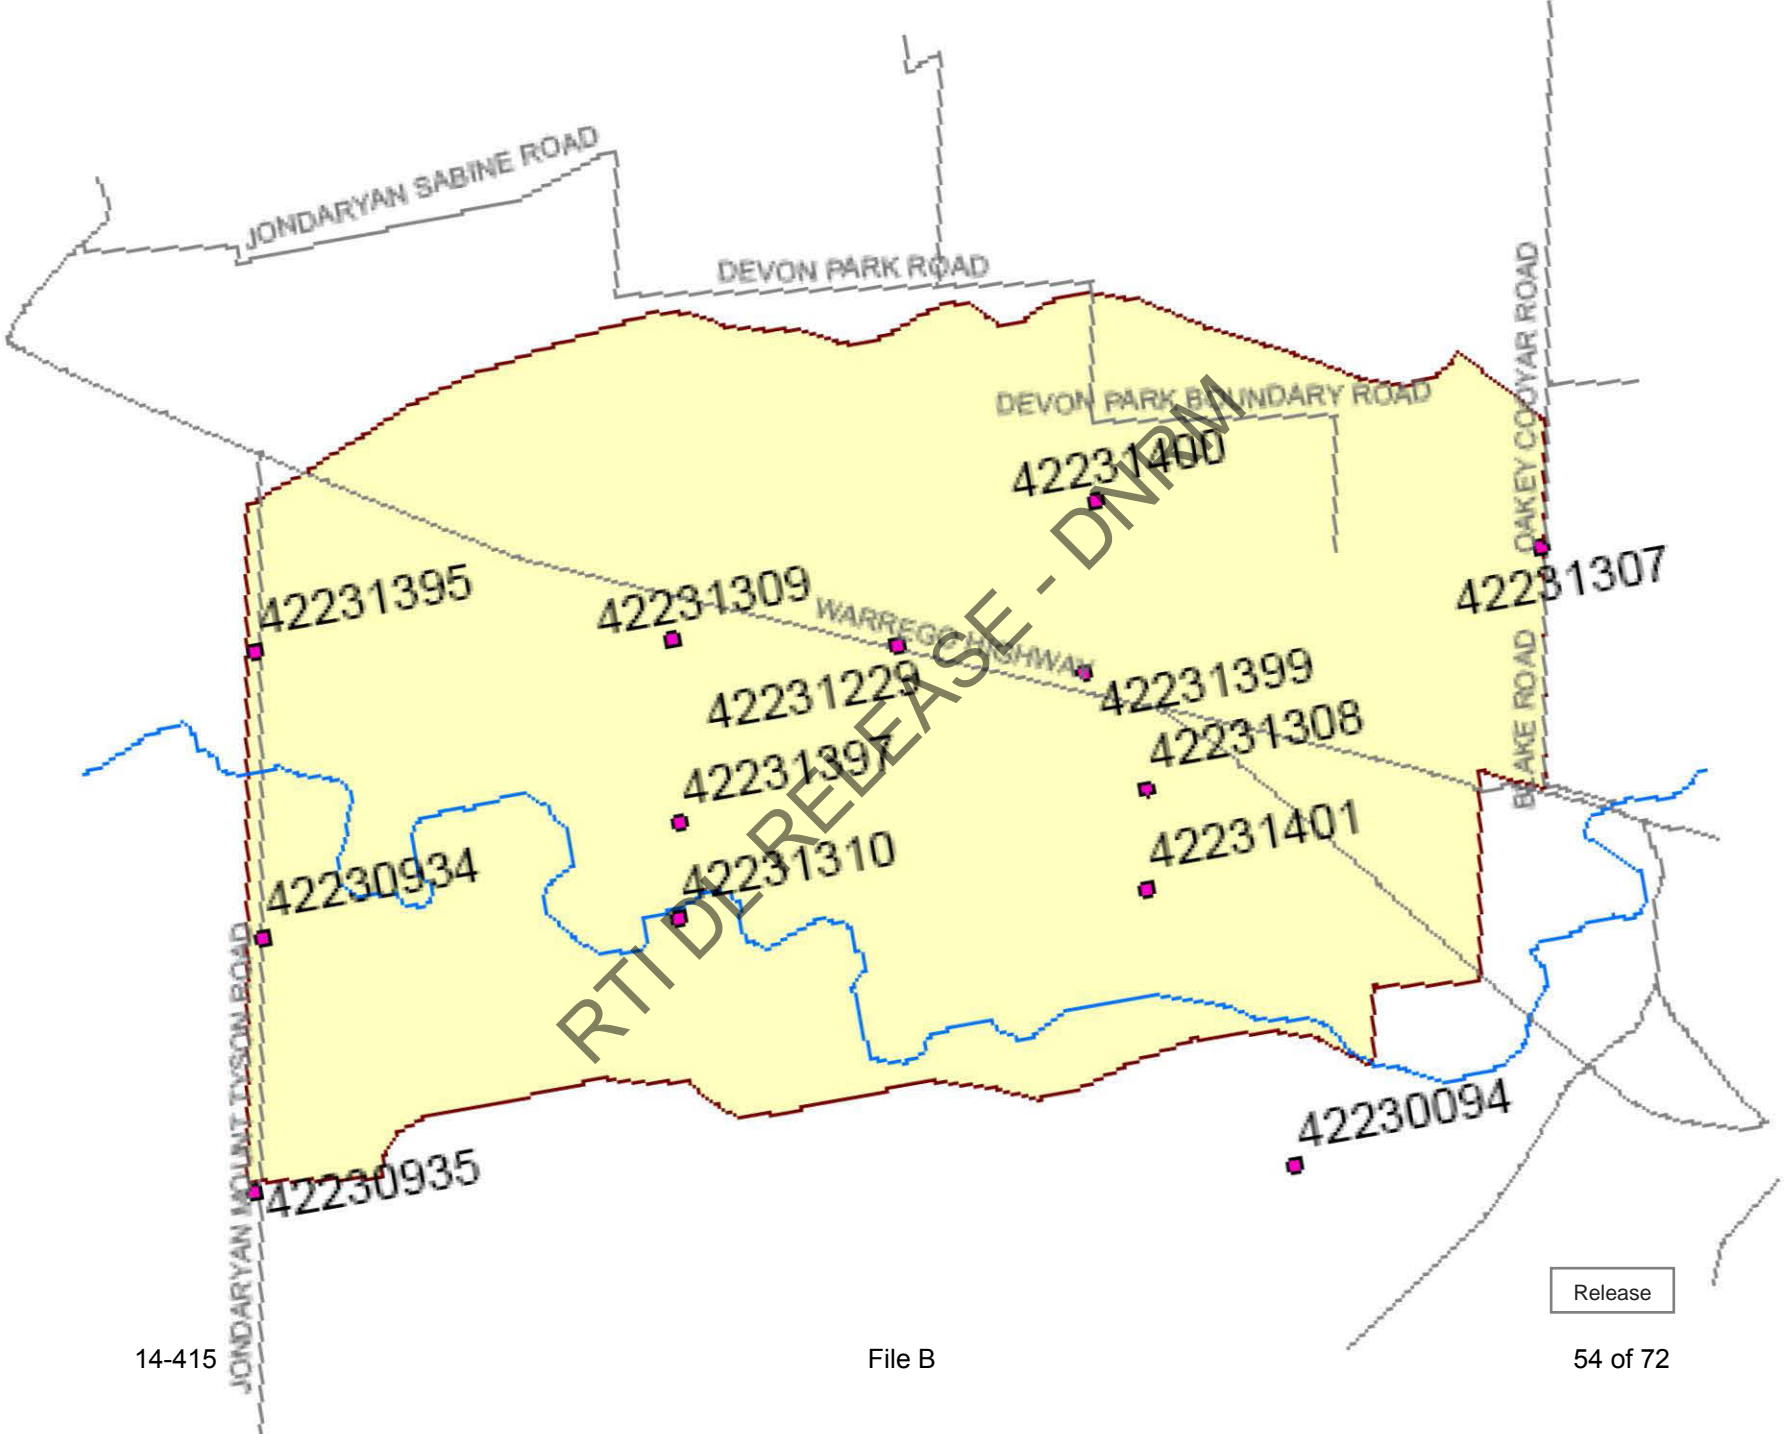 JONDARYAN SABINE ROAD
DEVON PARK ROAD
OAKEY COOYAR ROAD
DEVON PARK BOUNDARY ROAD
42231400
42231307
42231395
42231309
WARREGO HIGHWAY
42231229
42231399
42231308
BLAKE ROAD
42231397
42231401
42231310
42230934
RTI DL RELEASE - DNRM
JONDARYAN MOUNT TYSON ROAD
42230094
42230935
Release
14-415
File B
54 of 72